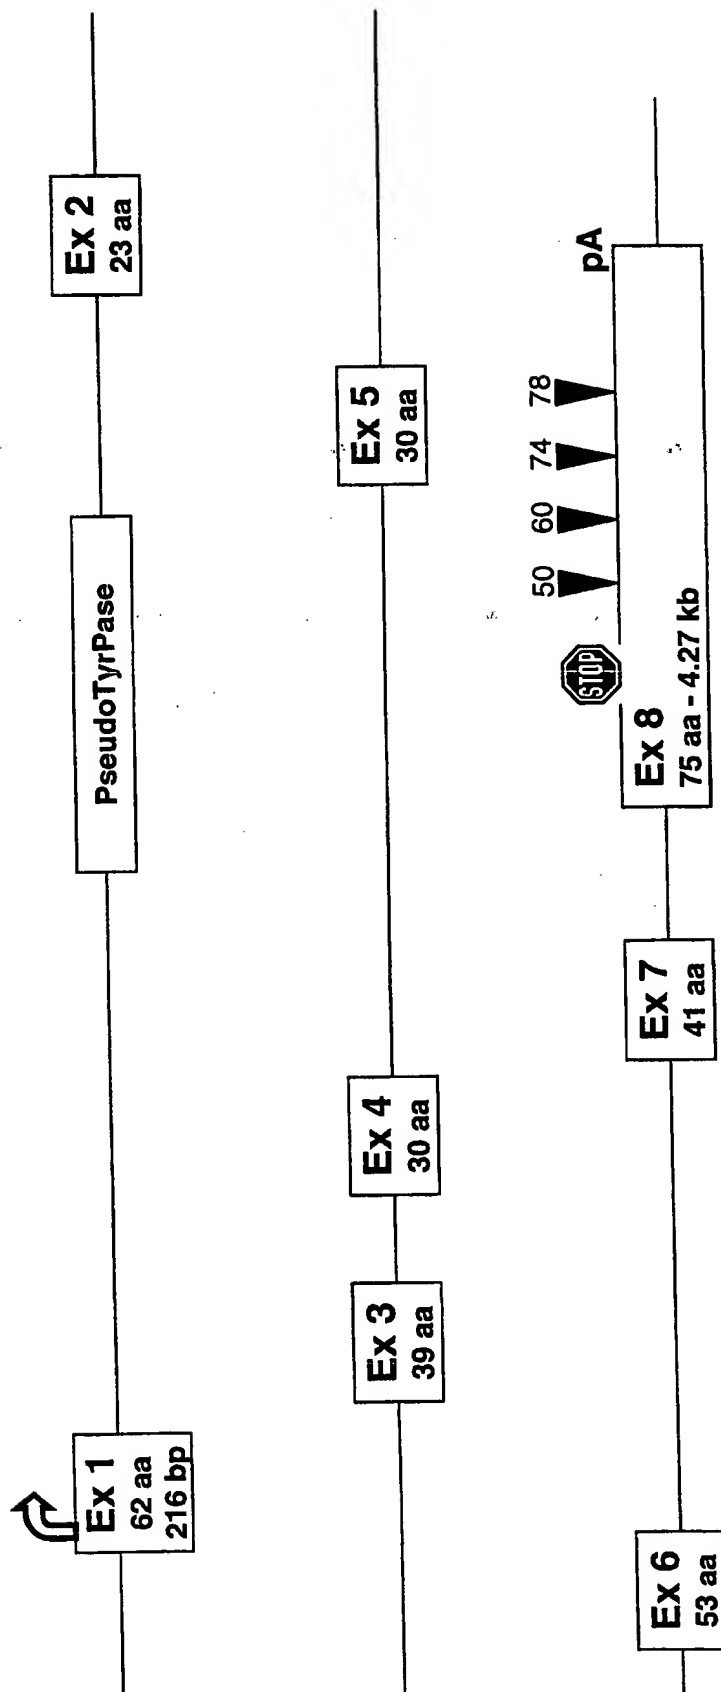 Ex 1
62 aa
216 bp
PseudoTyrPase
Ex 2
23 aa
Ex 3
39 aa
Ex 4
30 aa
Ex 5
30 aa
Ex 6
53 aa
Ex 7
41 aa
Ex 8
75 aa - 4.27 kb
STOP
50
60
74
78
pA